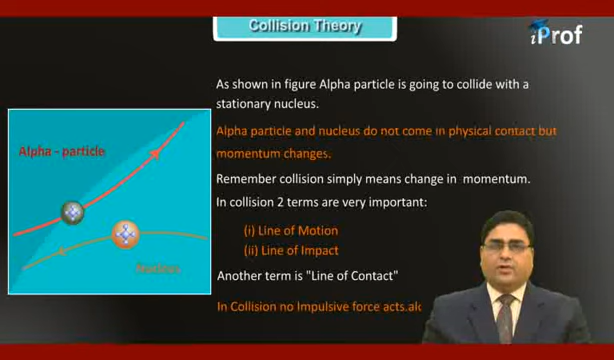 Collision Theory
iProf
As shown in figure Alpha particle is going to collide with a
stationary nucleus.
Alpha particle and nucleus do not come in physical contact but
momentum changes.
Remember collision simply means change in momentum.
In collision 2 terms are very important:
(i) Line of Motion
(ii) Line of Impact
Another term is "Line of Contact"
In Collision no Impulsive force acts.alc
Alpha - particle
Nucleus